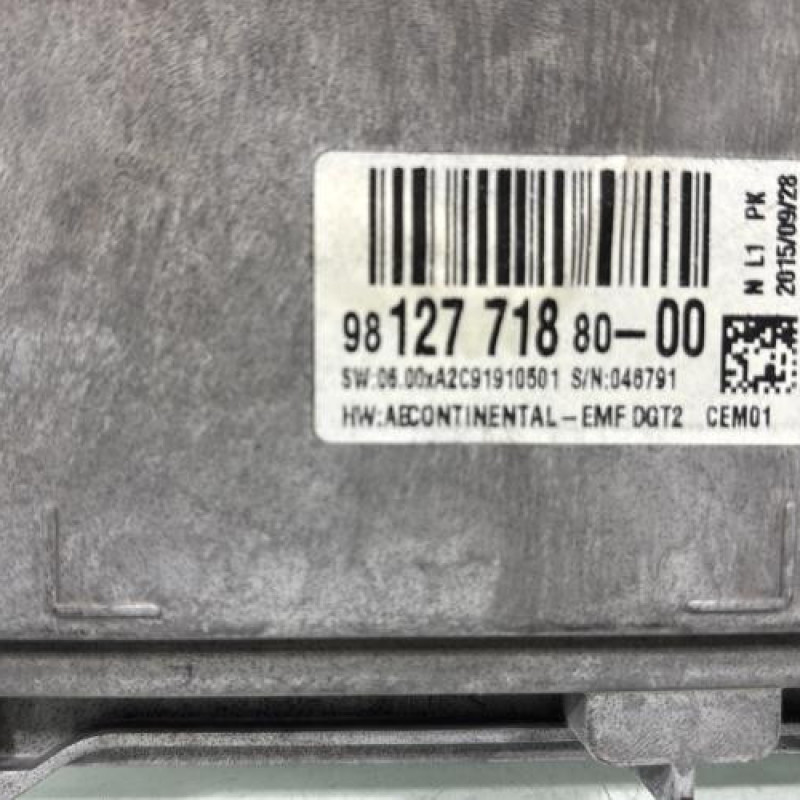 98 127 718 80-00
SW:06.00xA2C91910501 S/N:046791
HW:AECONTINENTAL-EMF DGT2 CEM01
N L1 PK
2015/09/28